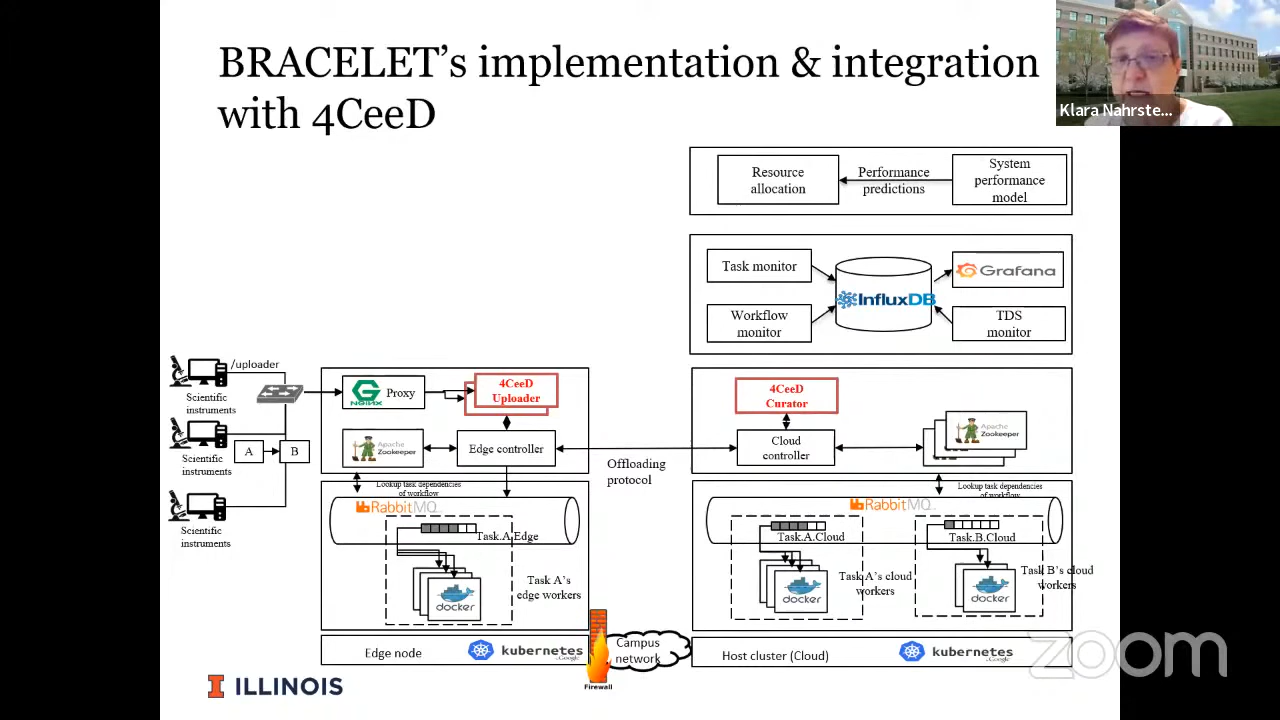 BRACELET's implementation & integration
with 4CeeD
Klara Nahrste...
Resource
allocation
Performance
predictions
System
performance
model
Task monitor
InfluxDB
Grafana
Workflow
monitor
TDS
monitor
/uploader
Scientific
instruments
Scientific
instruments
Scientific
instruments
A
B
NGINX
Proxy
4CeeD
Uploader
Apache
Zookeeper
Edge controller
Offloading
protocol
4CeeD
Curator
Cloud
controller
Apache
Zookeeper
Lookup task dependencies
of workflow
RabbitMQ
Task.A.Edge
docker
Task A's
edge workers
Lookup task dependencies
of workflow
RabbitMQ
Task.A.Cloud
docker
Task A's cloud
workers
Task.B.Cloud
docker
Task B's cloud
workers
Edge node
kubernetes
by Google
Firewall
Campus
network
Host cluster (Cloud)
kubernetes
by Google
zoom
I ILLINOIS